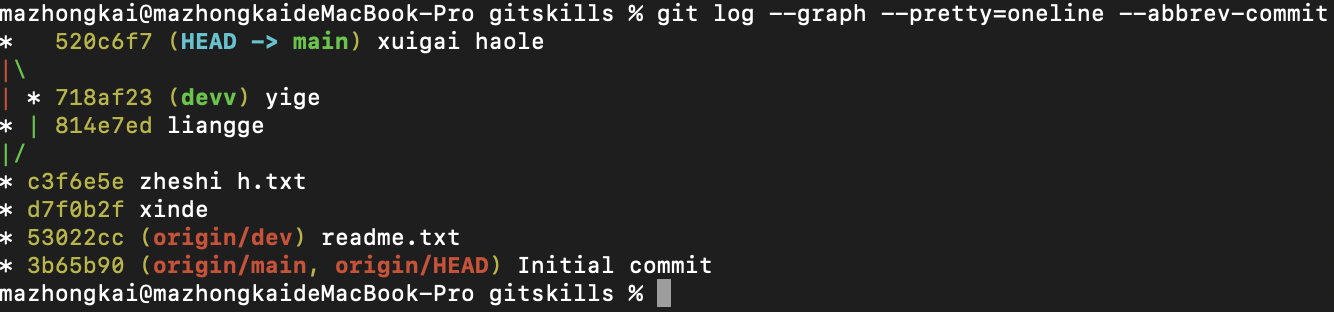 mazhongkai@mazhongkaideMacBook-Pro gitskills % git log --graph --pretty=oneline --abbrev-commit
*   520c6f7 (HEAD -> main) xuigai haole
|\
| * 718af23 (devv) yige
* | 814e7ed liangge
|/
* c3f6e5e zheshi h.txt
* d7f0b2f xinde
* 53022cc (origin/dev) readme.txt
* 3b65b90 (origin/main, origin/HEAD) Initial commit
mazhongkai@mazhongkaideMacBook-Pro gitskills %